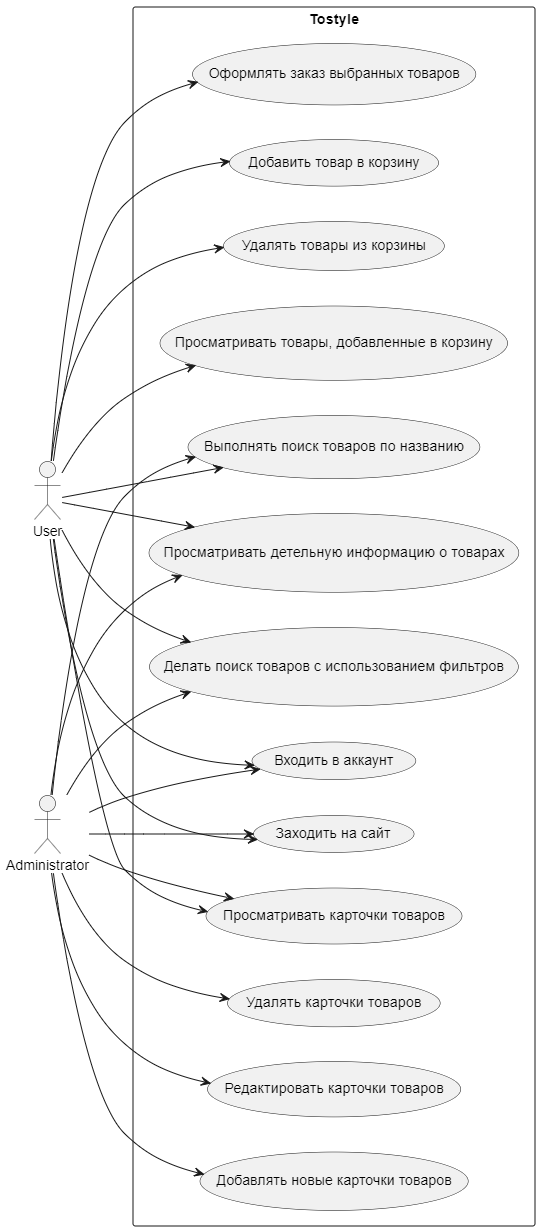 Tostyle
Оформлять заказ выбранных товаров
Добавить товар в корзину
Удалять товары из корзины
Просматривать товары, добавленные в корзину
Выполнять поиск товаров по названию
User
Просматривать детельную информацию о товарах
Делать поиск товаров с использованием фильтров
Входить в аккаунт
Заходить на сайт
Administrator
Просматривать карточки товаров
Удалять карточки товаров
Редактировать карточки товаров
Добавлять новые карточки товаров